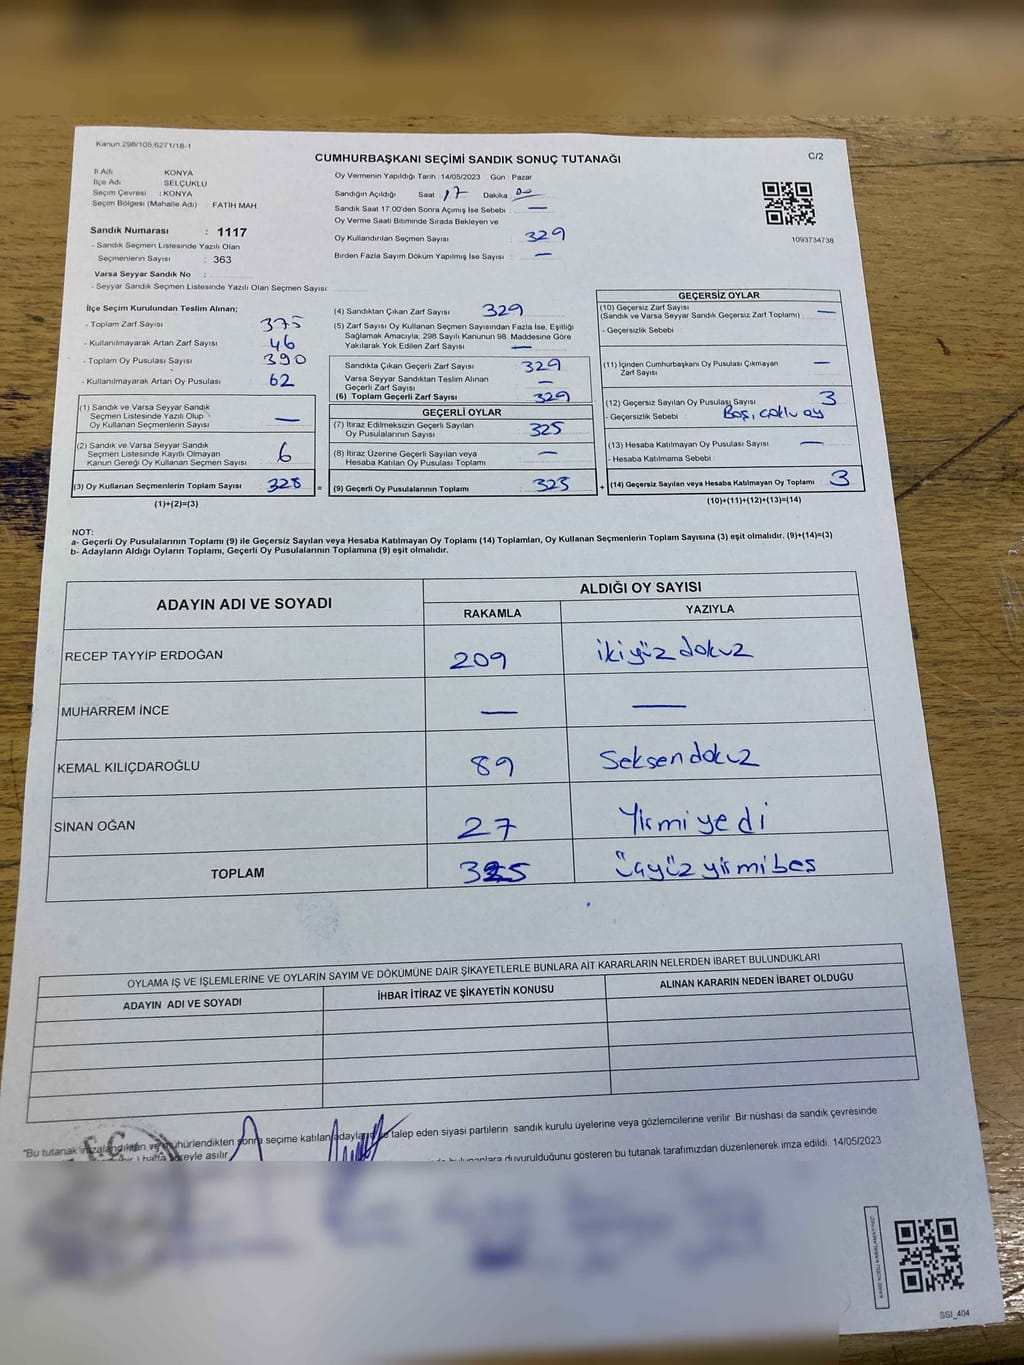 Kanun 298/105;6271/18-1
CUMHURBAŞKANI SEÇİMİ SANDIK SONUÇ TUTANAĞI
C/2
İl Adı KONYA
İlçe Adı SELÇUKLU
Seçim Çevresi : KONYA
Seçim Bölgesi (Mahalle Adı) FATİH MAH
Sandık Numarası : 1117
- Sandık Seçmen Listesinde Yazılı Olan
Seçmenlerin Sayısı : 363
Varsa Seyyar Sandık No :
- Seyyar Sandık Seçmen Listesinde Yazılı Olan Seçmen Sayısı:
Oy Vermenin Yapıldığı Tarih :14/05/2023 Gün : Pazar
Sandığın Açıldığı Saat : 17 Dakika : 00
Sandık Saat 17.00'den Sonra Açımış İse Sebebi : —
Oy Verme Saati Bitiminde Sırada Bekleyen ve
Oy Kullandırılan Seçmen Sayısı : 329
Birden Fazla Sayım Döküm Yapılmış İse Sayısı : —
1093734738
İlçe Seçim Kurulundan Teslim Alınan;
- Toplam Zarf Sayısı 375
- Kullanılmayarak Artan Zarf Sayısı 46
- Toplam Oy Pusulası Sayısı 390
- Kullanılmayarak Artan Oy Pusulası 62
(1) Sandık ve Varsa Seyyar Sandık
Seçmen Listesinde Yazılı Olup
Oy Kullanan Seçmenlerin Sayısı —
(2) Sandık ve Varsa Seyyar Sandık
Seçmen Listesinde Kayıtlı Olmayan
Kanun Gereği Oy Kullanan Seçmen Sayısı 6
(3) Oy Kullanan Seçmenlerin Toplam Sayısı 328
(1)+(2)=(3)
=
(4) Sandıktan Çıkan Zarf Sayısı 329
(5) Zarf Sayısı Oy Kullanan Seçmen Sayısından Fazla İse, Eşitliği
Sağlamak Amacıyla, 298 Sayılı Kanunun 98. Maddesine Göre
Yakılarak Yok Edilen Zarf Sayısı —
Sandıkta Çıkan Geçerli Zarf Sayısı 329
Varsa Seyyar Sandıktan Teslim Alınan
Geçerli Zarf Sayısı —
(6) Toplam Geçerli Zarf Sayısı 329
GEÇERLİ OYLAR
(7) İtiraz Edilmeksizin Geçerli Sayılan
Oy Pusulalarının Sayısı 325
(8) İtiraz Üzerine Geçerli Sayılan veya
Hesaba Katılan Oy Pusulası Toplamı —
(9) Geçerli Oy Pusulalarının Toplamı 325
+
GEÇERSİZ OYLAR
(10) Geçersiz Zarf Sayısı —
(Sandık ve Varsa Seyyar Sandık Geçersiz Zarf Toplamı)
- Geçersizlik Sebebi :
(11) İçinden Cumhurbaşkanı Oy Pusulası Çıkmayan —
Zarf Sayısı
(12) Geçersiz Sayılan Oy Pusulası Sayısı 3
- Geçersizlik Sebebi : Boş, çoklu oy
(13) Hesaba Katılmayan Oy Pusulası Sayısı —
- Hesaba Katılmama Sebebi :
(14) Geçersiz Sayılan veya Hesaba Katılmayan Oy Toplamı 3
(10)+(11)+(12)+(13)=(14)
NOT:
a- Geçerli Oy Pusulalarının Toplamı (9) ile Geçersiz Sayılan veya Hesaba Katılmayan Oy Toplamı (14) Toplamları, Oy Kullanan Seçmenlerin Toplam Sayısına (3) eşit olmalıdır. (9)+(14)=(3)
b- Adayların Aldığı Oyların Toplamı, Geçerli Oy Pusulalarının Toplamına (9) eşit olmalıdır.
ADAYIN ADI VE SOYADI
ALDIĞI OY SAYISI
RAKAMLA YAZIYLA
RECEP TAYYİP ERDOĞAN 209 ikiyüz dokuz
MUHARREM İNCE — —
KEMAL KILIÇDAROĞLU 89 Seksen dokuz
SİNAN OĞAN 27 Yirmi yedi
TOPLAM 325 üçyüz yirmi beş
OYLAMA İŞ VE İŞLEMLERİNE VE OYLARIN SAYIM VE DÖKÜMÜNE DAİR ŞİKAYETLERLE BUNLARA AİT KARARLARIN NELERDEN İBARET BULUNDUKLARI
ADAYIN ADI VE SOYADI İHBAR İTİRAZ VE ŞİKAYETİN KONUSU ALINAN KARARIN NEDEN İBARET OLDUĞU
"Bu tutanak imzalandıktan ve mühürlendikten sonra seçime katılan adayların talep eden siyasi partilerin sandık kurulu üyelerine veya gözlemcilerine verilir .Bir nüshası da sandık çevresinde
hafta süreyle asılır duyurulduğunu gösteren bu tutanak tarafımızdan düzenlenerek imza edildi. 14/05/2023
T.C.
SSI_404